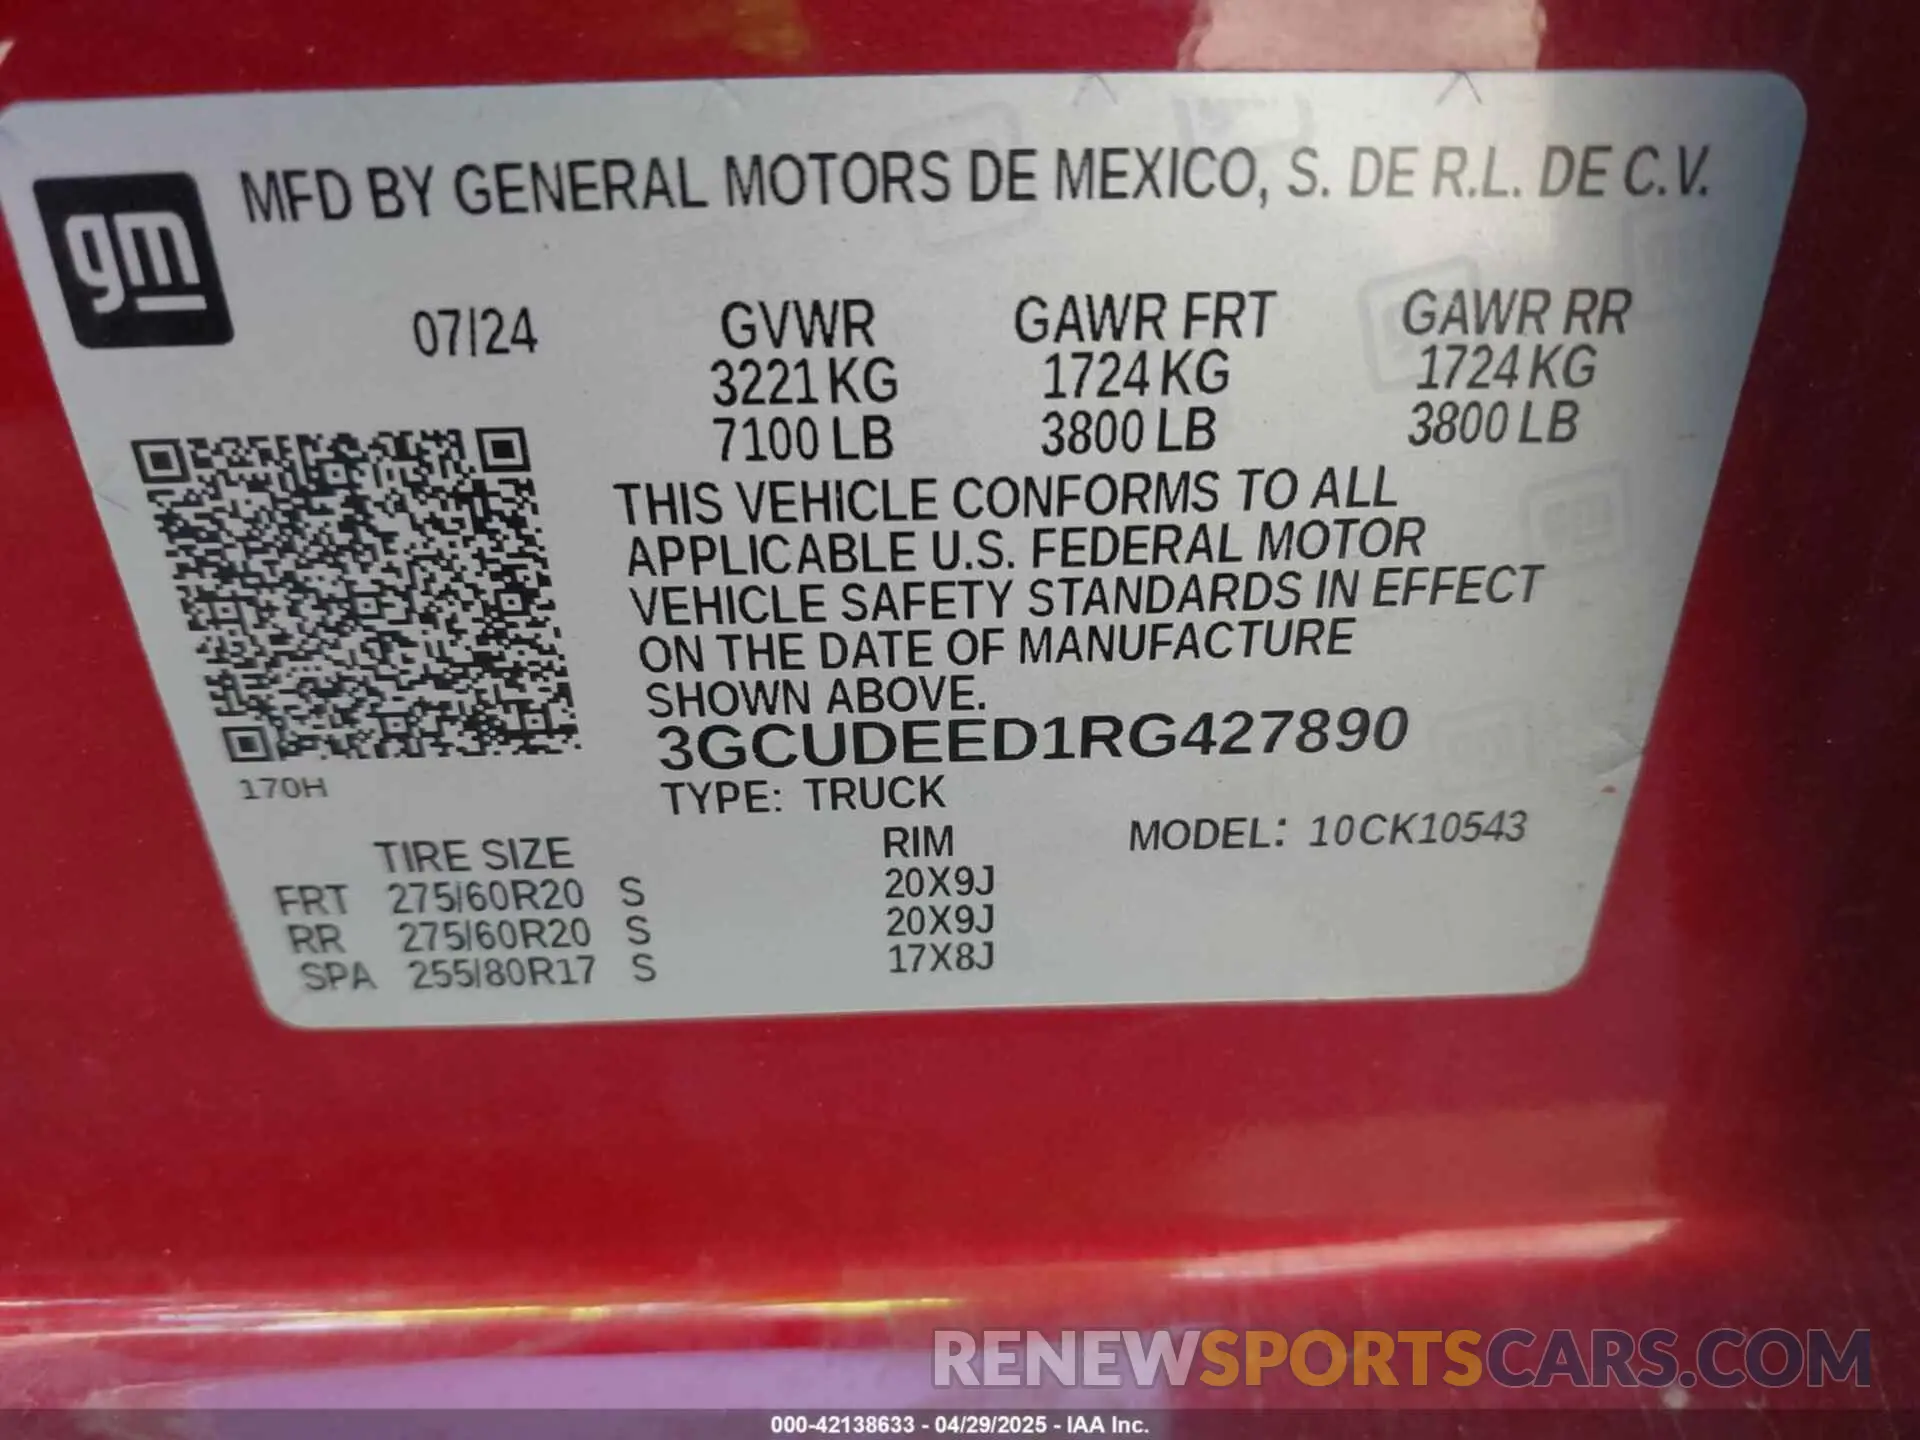 MFD BY GENERAL MOTORS DE MEXICO, S. DE R.L. DE C.V.
gm
07/24
GVWR GAWR FRT GAWR RR
3221 KG 1724 KG 1724 KG
7100 LB 3800 LB 3800 LB
THIS VEHICLE CONFORMS TO ALL
APPLICABLE U.S. FEDERAL MOTOR
VEHICLE SAFETY STANDARDS IN EFFECT
ON THE DATE OF MANUFACTURE
SHOWN ABOVE.
3GCUDEED1RG427890
170H
TYPE: TRUCK
TIRE SIZE RIM MODEL: 10CK10543
FRT 275/60R20 S 20X9J
RR 275/60R20 S 20X9J
SPA 255/80R17 S 17X8J
RENEWSPORTSCARS.COM
000-42138633 - 04/29/2025 - IAA Inc.